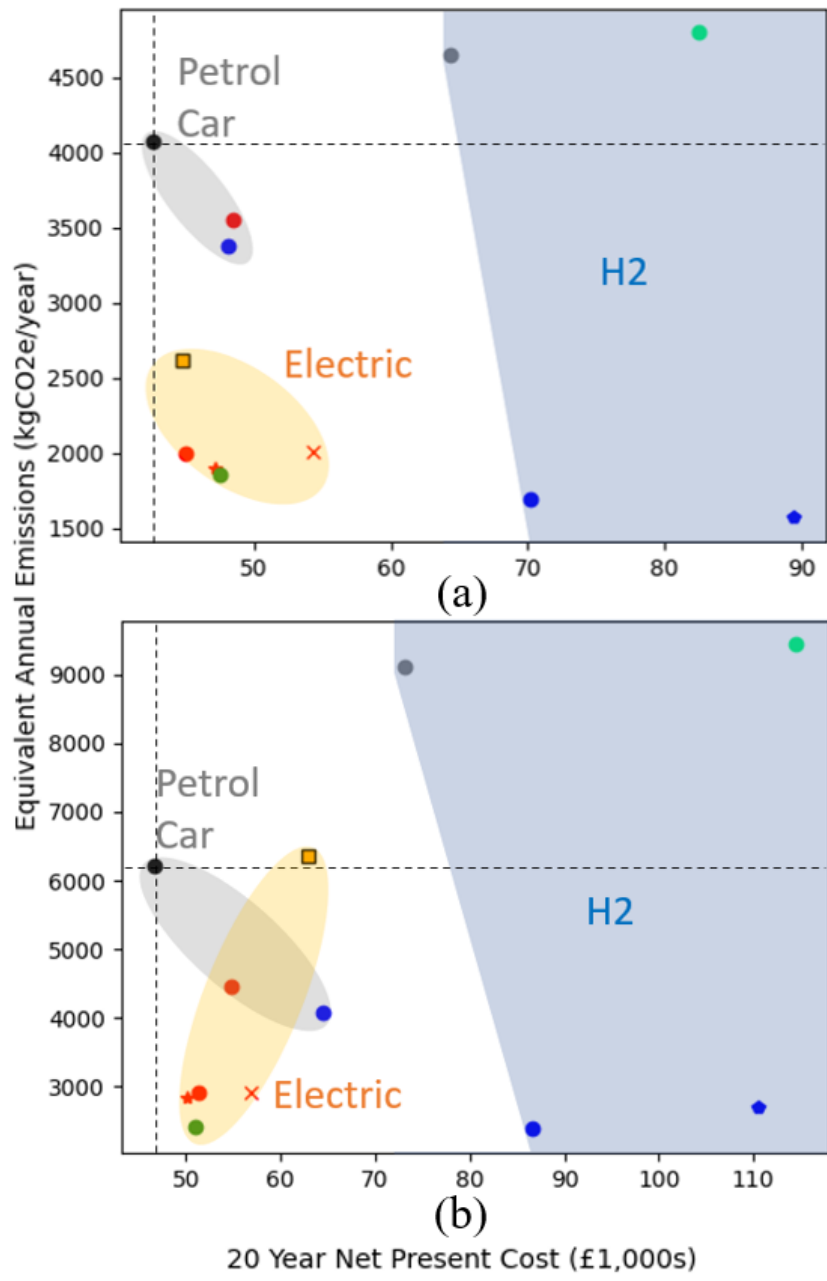 Equivalent Annual Emissions (kgCO2e/year)
4500
4000
3500
3000
2500
2000
1500
Petrol
Car
H2
Electric
50
60
70
80
90
(a)
9000
8000
7000
6000
5000
4000
3000
Petrol
Car
H2
Electric
50
60
70
80
90
100
110
(b)
20 Year Net Present Cost (£1,000s)